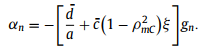 αₙ = −[d̄/a + c̄(1 − ρ²ₘC)ξ]gₙ.